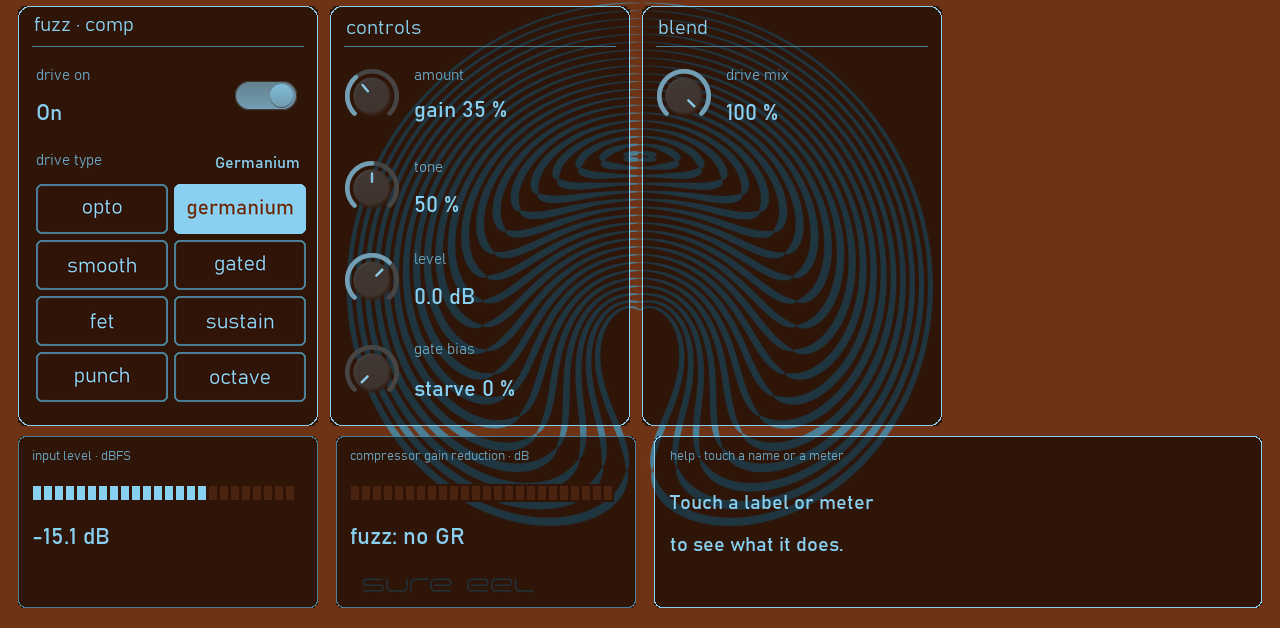 fuzz · comp
drive on
On
drive type
Germanium
opto
germanium
smooth
gated
fet
sustain
punch
octave
controls
amount
gain 35 %
tone
50 %
level
0.0 dB
gate bias
starve 0 %
blend
drive mix
100 %
input level · dBFS
-15.1 dB
compressor gain reduction · dB
fuzz: no GR
sure eel
help · touch a name or a meter
Touch a label or meter
to see what it does.